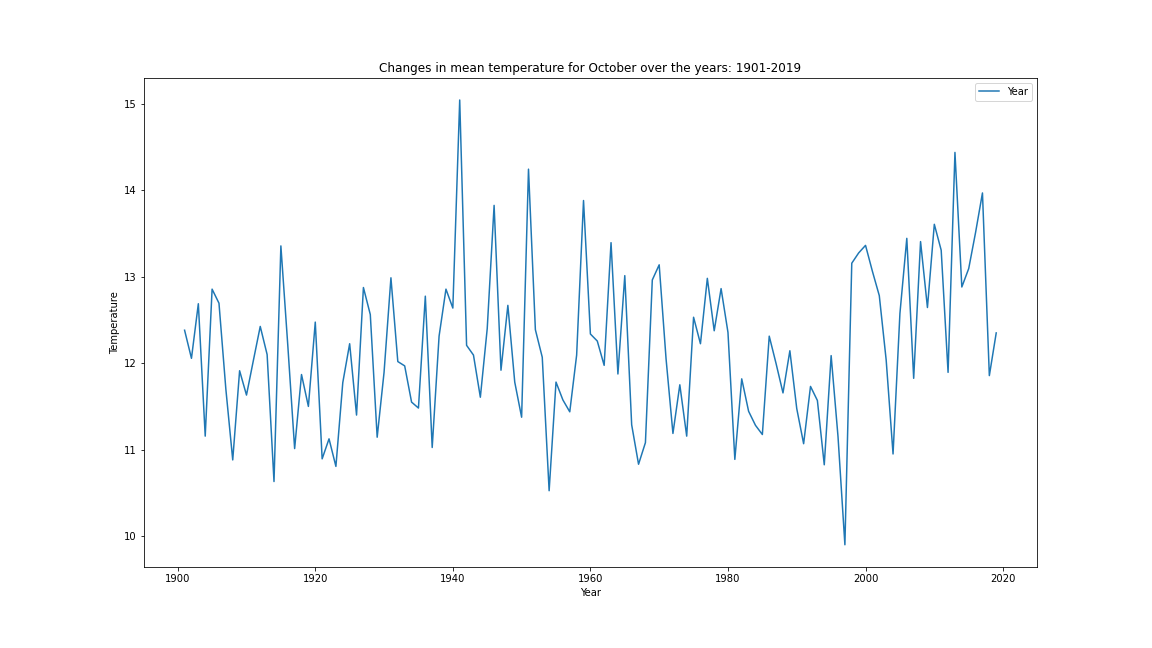 Changes in mean temperature for October over the years: 1901-2019
Year
15
14
13
12
11
10
Temperature
1900 1920 1940 1960 1980 2000 2020
Year